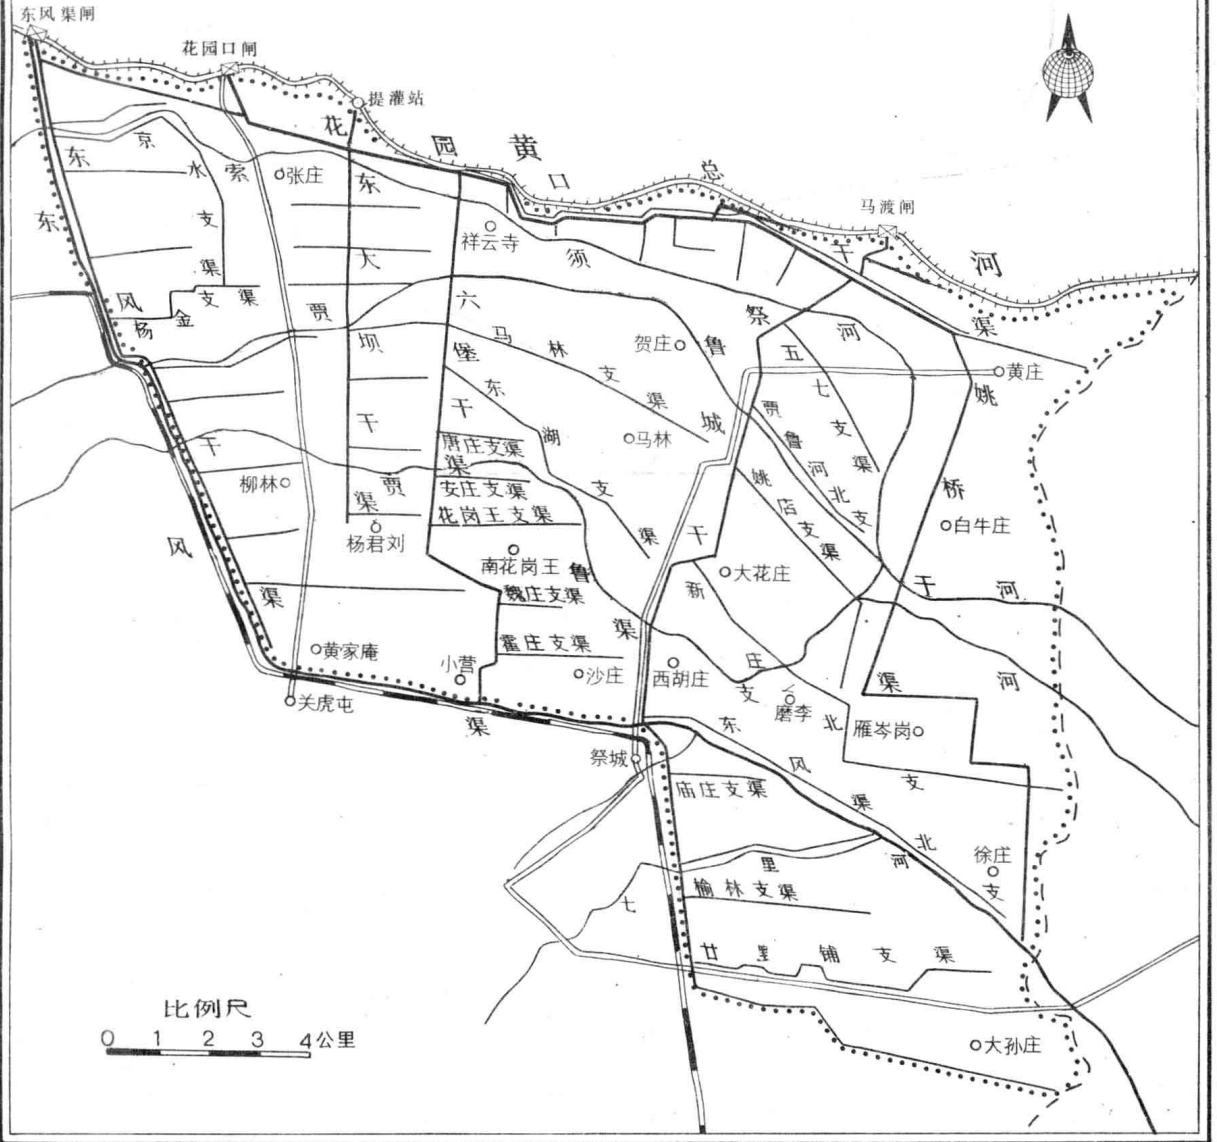 东风渠闸
花园口闸
提灌站
花园口总干渠
黄河
马渡闸
京水支渠
东风渠
索须河
张庄
东大坝干渠
祥云寺
杨金支渠
贾鲁河
六堡干渠
马林支渠
贺庄
祭城干渠
五七支渠
黄庄
姚桥干渠
东湖支渠
马林
贾鲁河北支
姚店支渠
唐庄支渠
安庄支渠
花岗王支渠
柳林
杨君刘
白牛庄
南花岗王
大花庄
魏庄支渠
新庄支渠
霍庄支渠
黄家庵
小营
沙庄
西胡庄
磨李
关虎屯
雁岑岗
东风渠
东干渠
贾鲁河
干河
北支
祭城
庙庄支渠
东风渠北支
徐庄
七里河
榆林支渠
廿里铺支渠
大孙庄
比例尺
0 1 2 3 4公里